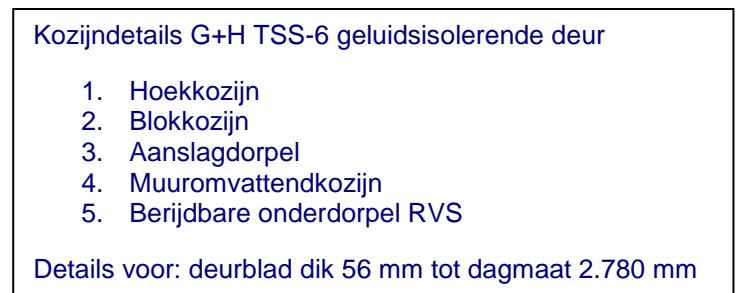 Kozijndetails G+H TSS-6 geluidsisolerende deur
1. Hoekkozijn
2. Blokkozijn
3. Aanslagdorpel
4. Muuromvattendkozijn
5. Berijdbare onderdorpel RVS
Details voor: deurblad dik 56 mm tot dagmaat 2.780 mm